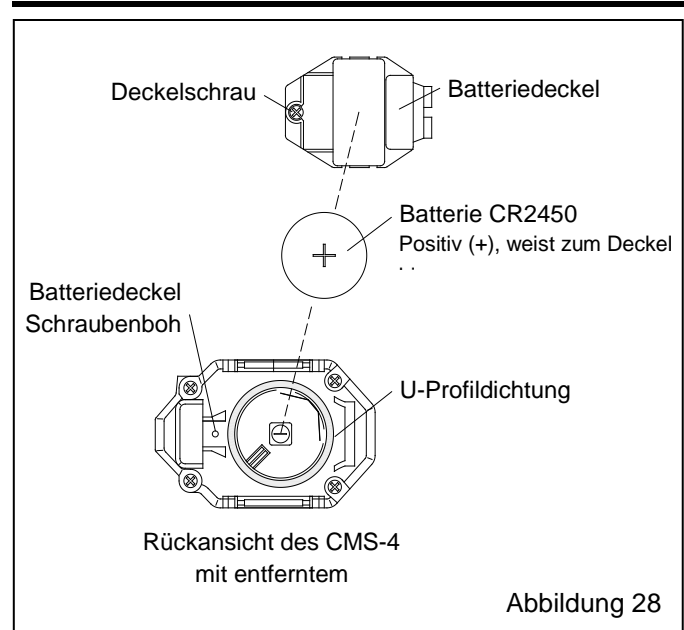 Deckelschrau
Batteriedeckel
Batterie CR2450
Positiv (+), weist zum Deckel
Batteriedeckel
Schraubenboh
U-Profildichtung
Rückansicht des CMS-4
mit entferntem
Abbildung 28